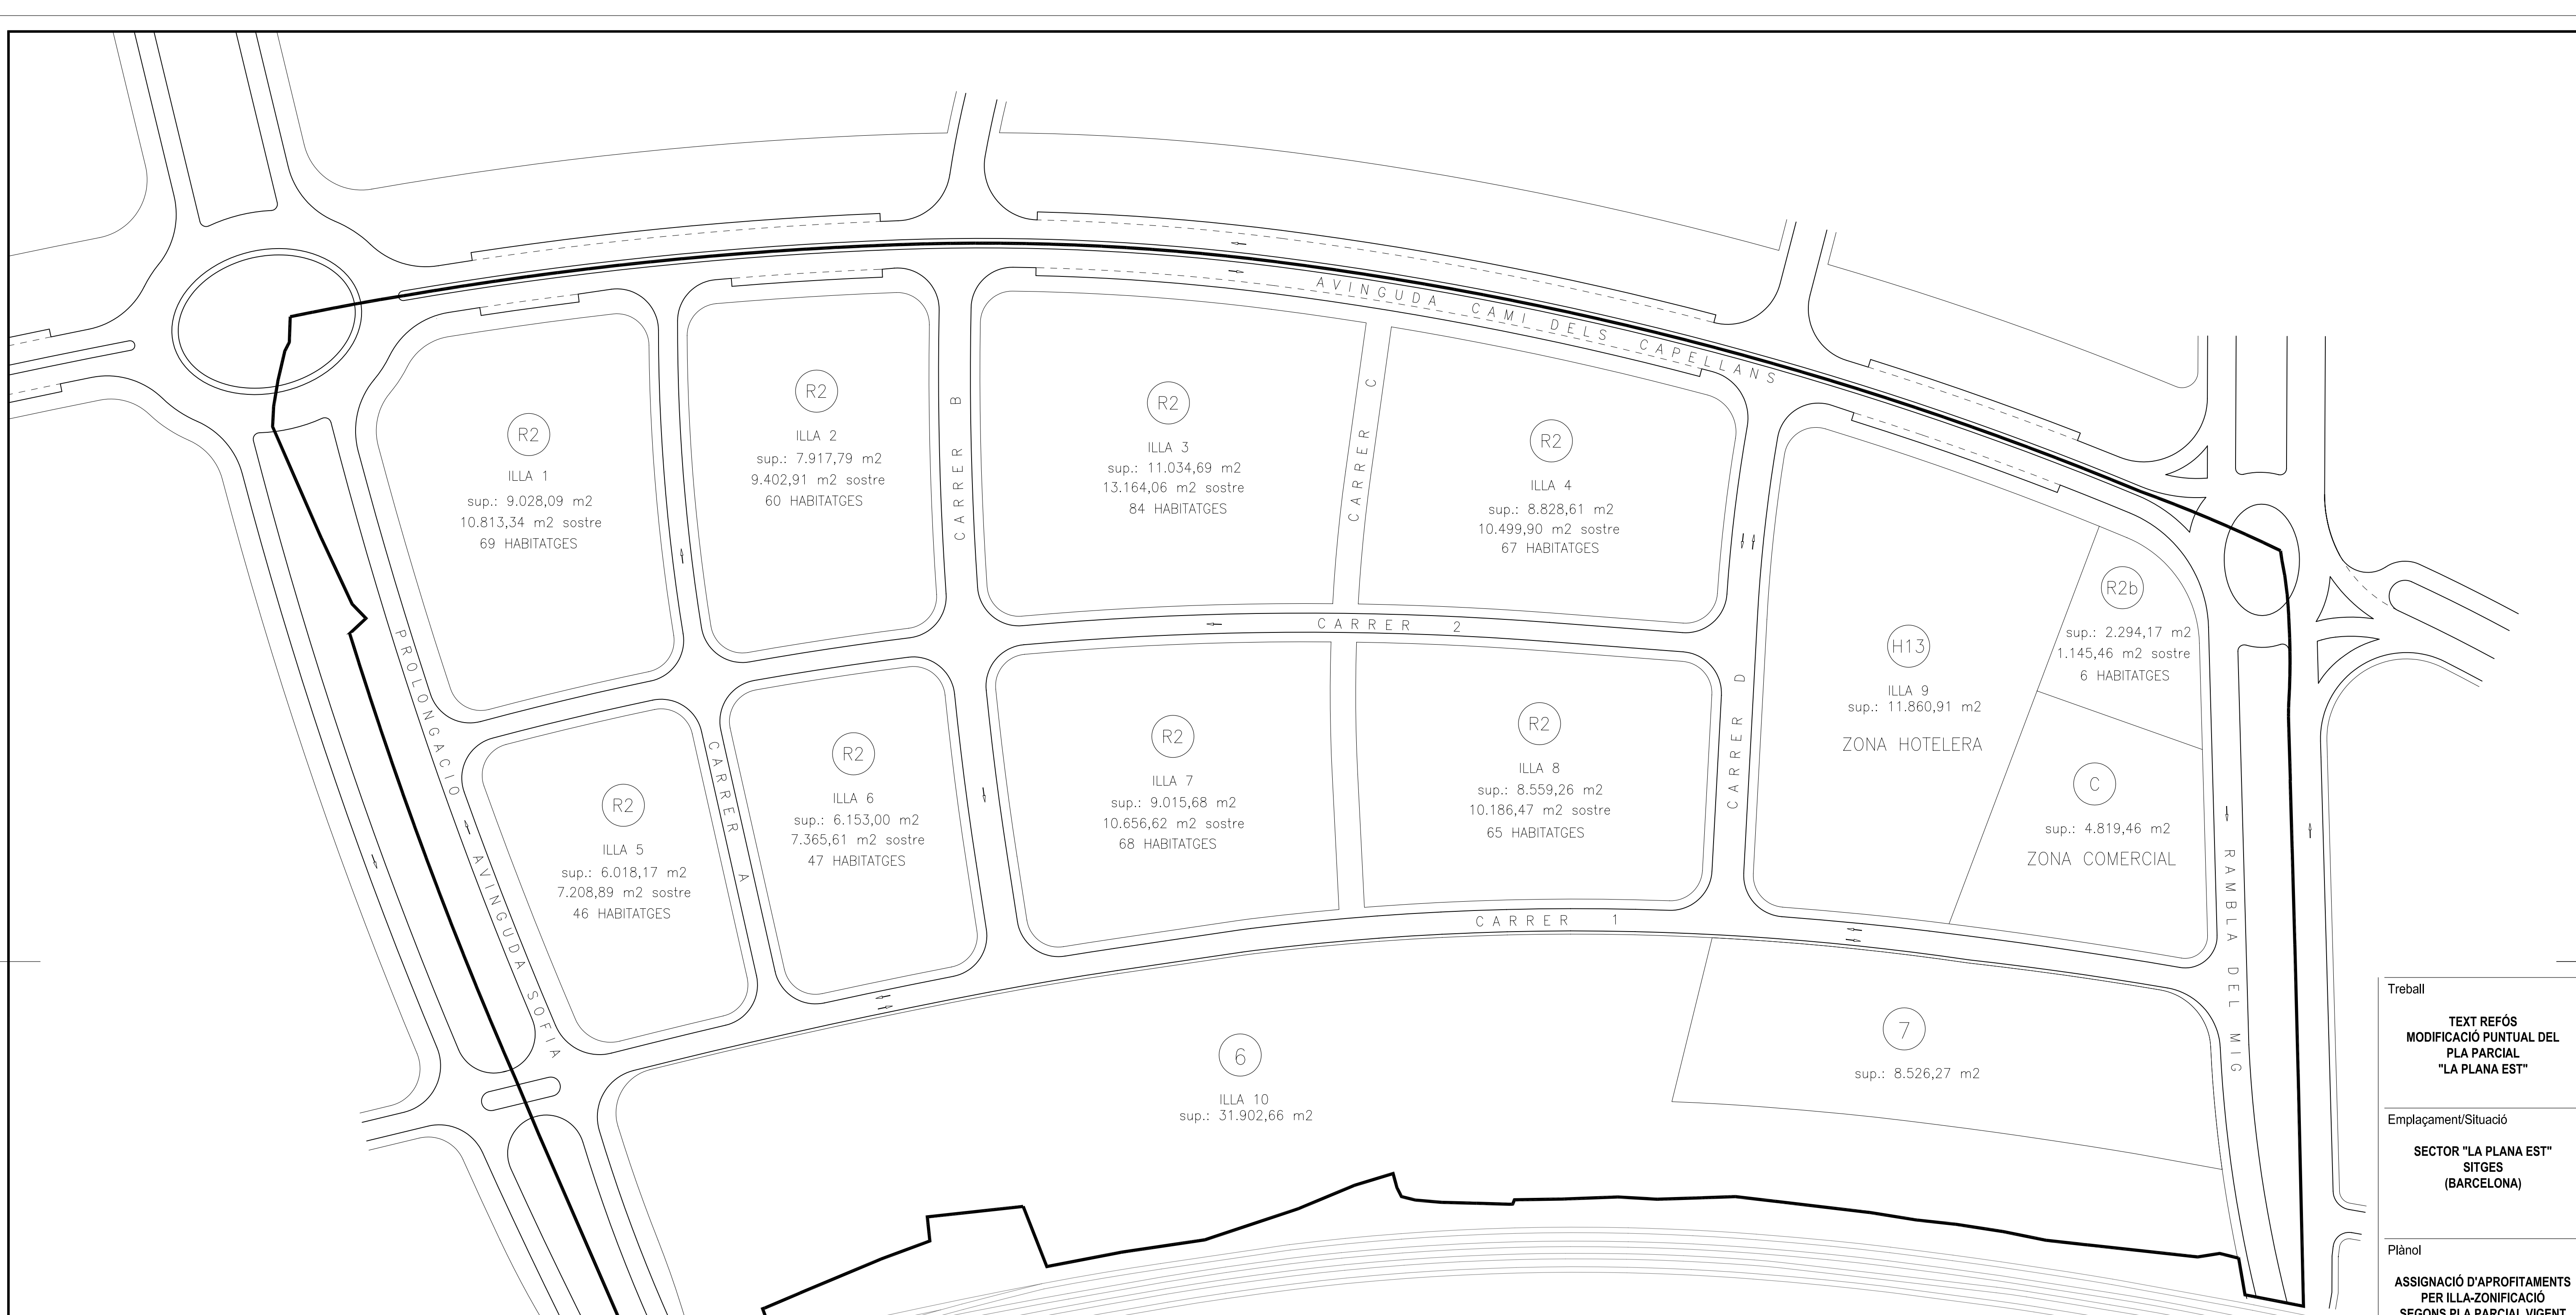 AVINGUDA CAMI DELS CAPELLANS
R2
ILLA 1
sup.: 9.028,09 m2
10.813,34 m2 sostre
69 HABITATGES
R2
ILLA 2
sup.: 7.917,79 m2
9.402,91 m2 sostre
60 HABITATGES
CARRER B
R2
ILLA 3
sup.: 11.034,69 m2
13.164,06 m2 sostre
84 HABITATGES
CARRER C
R2
ILLA 4
sup.: 8.828,61 m2
10.499,90 m2 sostre
67 HABITATGES
CARRER 2
R2b
sup.: 2.294,17 m2
1.145,46 m2 sostre
6 HABITATGES
H13
ILLA 9
sup.: 11.860,91 m2
ZONA HOTELERA
C
sup.: 4.819,46 m2
ZONA COMERCIAL
PROLONGACIO AVINGUDA SOFIA
R2
ILLA 5
sup.: 6.018,17 m2
7.208,89 m2 sostre
46 HABITATGES
CARRER A
R2
ILLA 6
sup.: 6.153,00 m2
7.365,61 m2 sostre
47 HABITATGES
R2
ILLA 7
sup.: 9.015,68 m2
10.656,62 m2 sostre
68 HABITATGES
R2
ILLA 8
sup.: 8.559,26 m2
10.186,47 m2 sostre
65 HABITATGES
CARRER D
CARRER 1
RAMBLA DEL MIG
6
ILLA 10
sup.: 31.902,66 m2
7
sup.: 8.526,27 m2
Treball
TEXT REFÓS
MODIFICACIÓ PUNTUAL DEL
PLA PARCIAL
"LA PLANA EST"
Emplaçament/Situació
SECTOR "LA PLANA EST"
SITGES
(BARCELONA)
Plànol
ASSIGNACIÓ D'APROFITAMENTS
PER ILLA-ZONIFICACIÓ
SEGONS PLA PARCIAL VIGENT